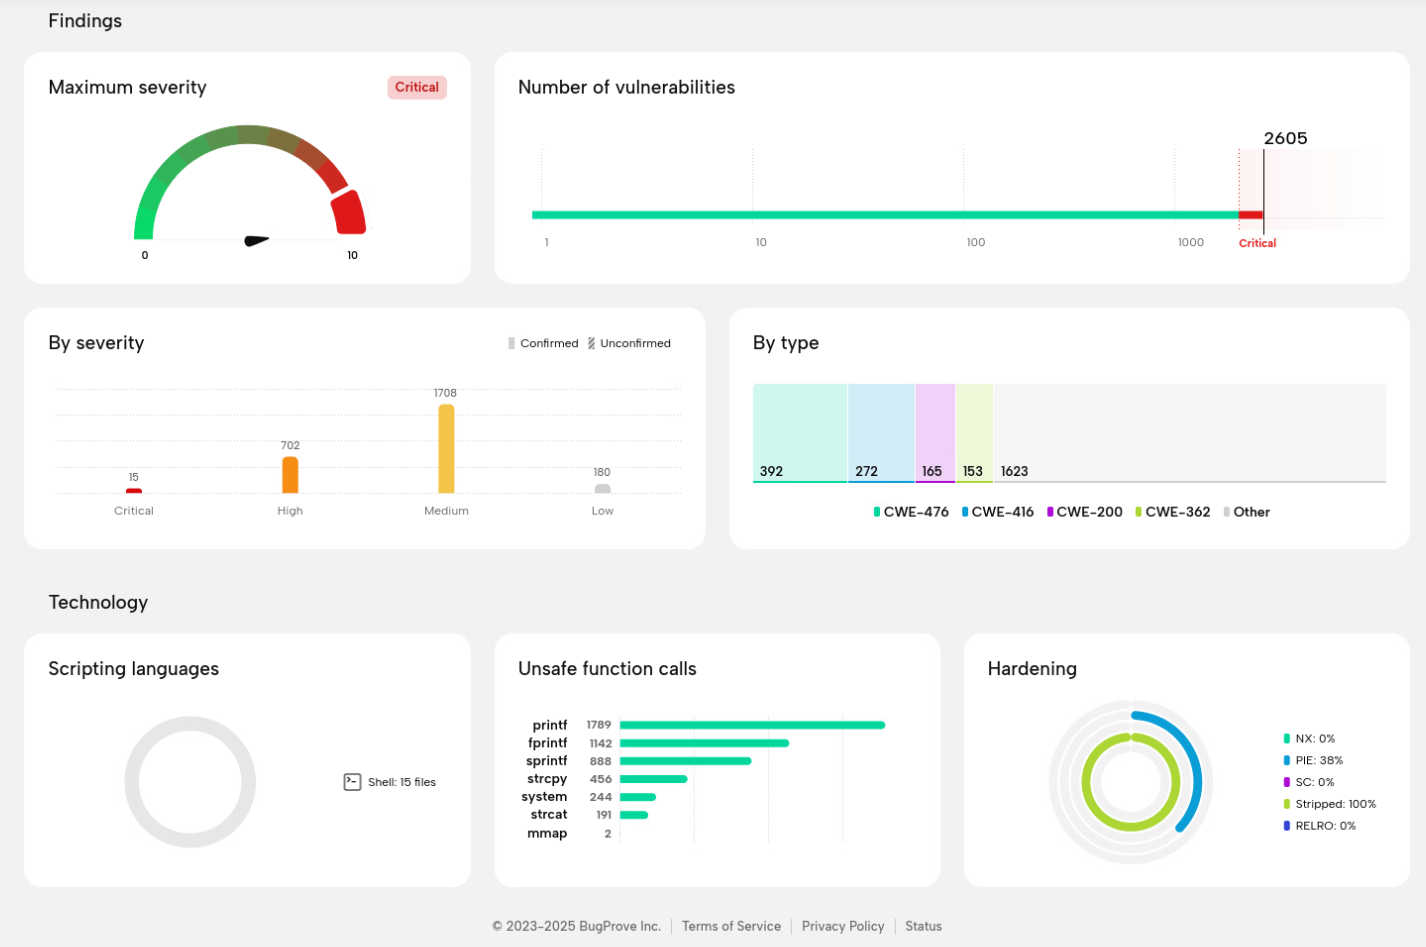 Findings
Maximum severity
Critical
0
10
Number of vulnerabilities
2605
1
10
100
1000
Critical
By severity
Confirmed
Unconfirmed
15
702
1708
180
Critical
High
Medium
Low
By type
392
272
165
153
1623
CWE-476
CWE-416
CWE-200
CWE-362
Other
Technology
Scripting languages
Shell: 15 files
Unsafe function calls
printf 1789
fprintf 1142
sprintf 888
strcpy 456
system 244
strcat 191
mmap 2
Hardening
NX: 0%
PIE: 38%
SC: 0%
Stripped: 100%
RELRO: 0%
© 2023-2025 BugProve Inc. | Terms of Service | Privacy Policy | Status